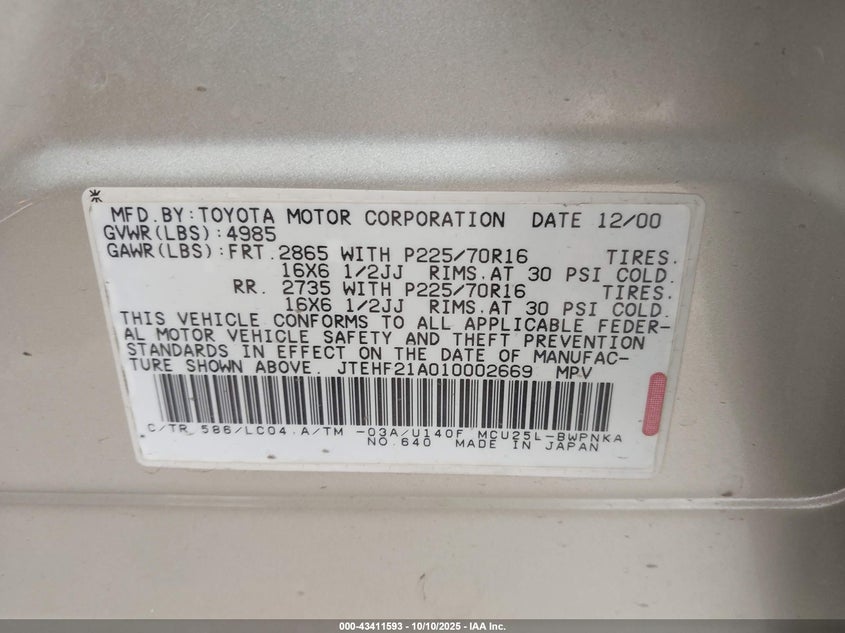 MFD.BY:TOYOTA MOTOR CORPORATION DATE 12/00
GVWR(LBS):4985
GAWR(LBS):FRT.2865 WITH P225/70R16 TIRES.
16X6 1/2JJ RIMS.AT 30 PSI COLD.
RR. 2735 WITH P225/70R16 TIRES.
16X6 1/2JJ RIMS.AT 30 PSI COLD.
THIS VEHICLE CONFORMS TO ALL APPLICABLE FEDER-
AL MOTOR VEHICLE SAFETY AND THEFT PREVENTION
STANDARDS IN EFFECT ON THE DATE OF MANUFAC-
TURE SHOWN ABOVE. JTEHF21A010002669 MPV
C/TR 586/LC04 A/TM -03A/U140F MCU25L-BWPNKA
NO.640 MADE IN JAPAN
000-43411593 - 10/10/2025 - IAA Inc.